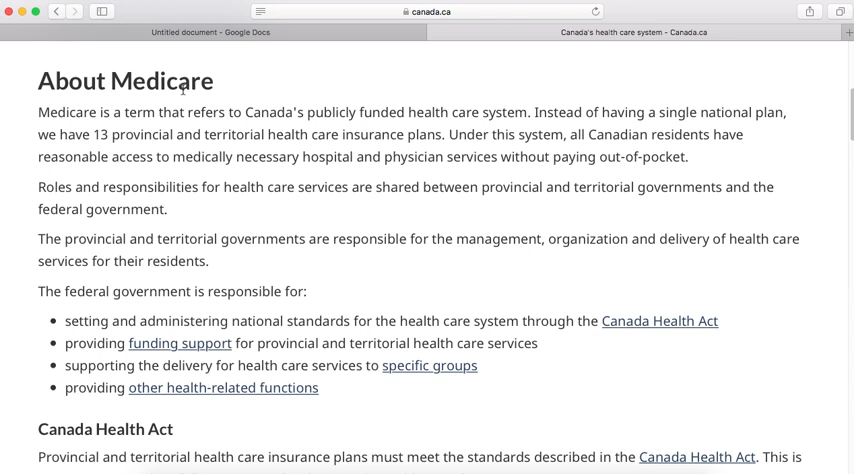 canada.ca
Untitled document - Google Docs
Canada's health care system - Canada.ca
About Medicare
Medicare is a term that refers to Canada's publicly funded health care system. Instead of having a single national plan,
we have 13 provincial and territorial health care insurance plans. Under this system, all Canadian residents have
reasonable access to medically necessary hospital and physician services without paying out-of-pocket.
Roles and responsibilities for health care services are shared between provincial and territorial governments and the
federal government.
The provincial and territorial governments are responsible for the management, organization and delivery of health care
services for their residents.
The federal government is responsible for:
• setting and administering national standards for the health care system through the Canada Health Act
• providing funding support for provincial and territorial health care services
• supporting the delivery for health care services to specific groups
• providing other health-related functions
Canada Health Act
Provincial and territorial health care insurance plans must meet the standards described in the Canada Health Act. This is